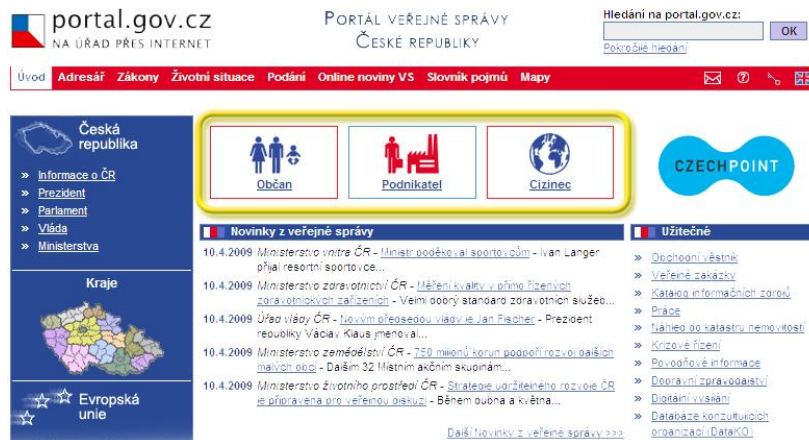 portal.gov.cz
NA ÚŘAD PŘES INTERNET
PORTÁL VEŘEJNÉ SPRÁVY
ČESKÉ REPUBLIKY
Hledání na portal.gov.cz:
OK
Pokročilé hledání
Úvod Adresář Zákony Životní situace Podání Online noviny VS Slovník pojmů Mapy
Česká
republika
» Informace o ČR
» Prezident
» Parlament
» Vláda
» Ministerstva
Kraje
Evropská
unie
Občan
Podnikatel
Cizinec
CZECHPOINT
Novinky z veřejné správy
10.4.2009 Ministerstvo vnitra ČR - Ministr poděkoval sportovcům - Ivan Langer
přijal resortní sportovce...
10.4.2009 Ministerstvo zdravotnictví ČR - Měření kvality v přímo řízených
zdravotnických zařízeních - Velmi dobrý standard zdravotních služeb...
10.4.2009 Úřad vlády ČR - Novým předsedou vlády je Jan Fischer - Prezident
republiky Václav Klaus jmenoval...
10.4.2009 Ministerstvo zemědělství ČR - 750 milionů korun podpoří rozvoj dalších
malých obcí - Dalším 32 Místním akčním skupinám...
10.4.2009 Ministerstvo životního prostředí ČR - Strategie udržitelného rozvoje ČR
je připravena pro veřejnou diskuzi - Během dubna a května...
Další Novinky z veřejné správy >>>
Užitečné
» Obchodní věstník
» Veřejné zakázky
» Katalog informačních zdrojů
» Práce
» Náhled do katastru nemovitostí
» Krizové řízení
» Povodňové informace
» Dopravní zpravodajství
» Digitální vysílání
» Databáze konzultujících
organizací (DataKO)